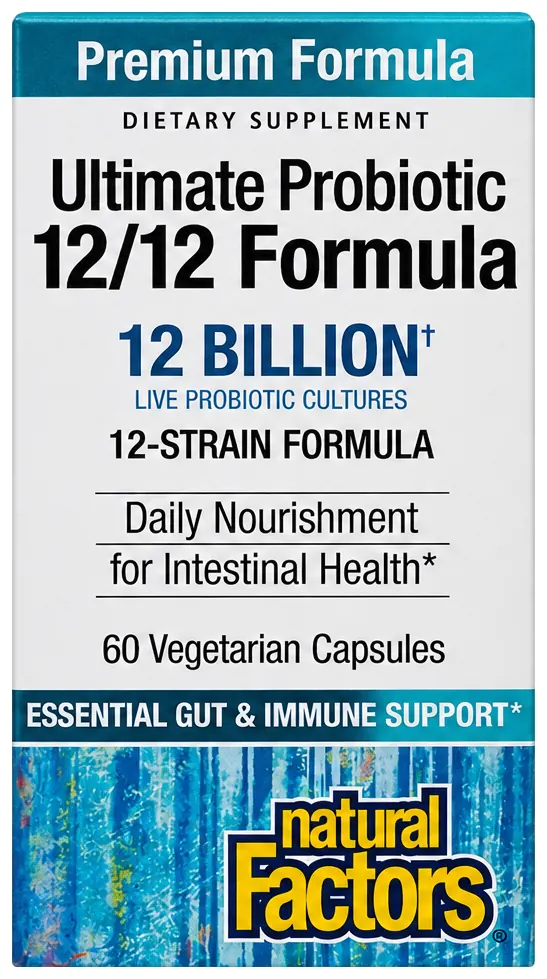 Premium Formula
DIETARY SUPPLEMENT
Ultimate Probiotic
12/12 Formula
12 BILLION†
LIVE PROBIOTIC CULTURES
12-STRAIN FORMULA
Daily Nourishment
for Intestinal Health*
60 Vegetarian Capsules
ESSENTIAL GUT & IMMUNE SUPPORT*
natural
Factors®